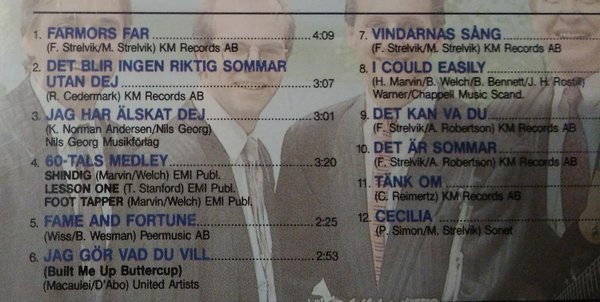 1. FARMORS FAR 4:09
(F. Strelvik/M. Strelvik) KM Records AB
2. DET BLIR INGEN RIKTIG SOMMAR
UTAN DEJ 3:07
(R. Cedermark) KM Records AB
3. JAG HAR ÄLSKAT DEJ 3:01
(K. Norman Andersen/Nils Georg)
Nils Georg Musikförlag
4. 60-TALS MEDLEY 3:20
SHINDIG (Marvin/Welch) EMI Publ.
LESSON ONE (T. Stanford) EMI Publ.
FOOT TAPPER (Marvin/Welch) EMI Publ.
5. FAME AND FORTUNE 2:25
(Wiss/B. Wesman) Peermusic AB
6. JAG GÖR VAD DU VILL 2:53
(Built Me Up Buttercup)
(Macaulei/D'Abo) United Artists
7. VINDARNAS SÅNG
(F. Strelvik/M. Strelvik) KM Records AB
8. I COULD EASILY
(H. Marvin/B. Welch/B. Bennett/J. H. Rostill)
Warner/Chappell Music Scand.
9. DET KAN VA DU
(F. Strelvik/A. Robertson) KM Records AB
10. DET ÄR SOMMAR
(F. Strelvik/A. Robertson) KM Records AB
11. TÄNK OM
(C. Reimertz) KM Records AB
12. CECILIA
(P. Simon/M. Strelvik) Sonet